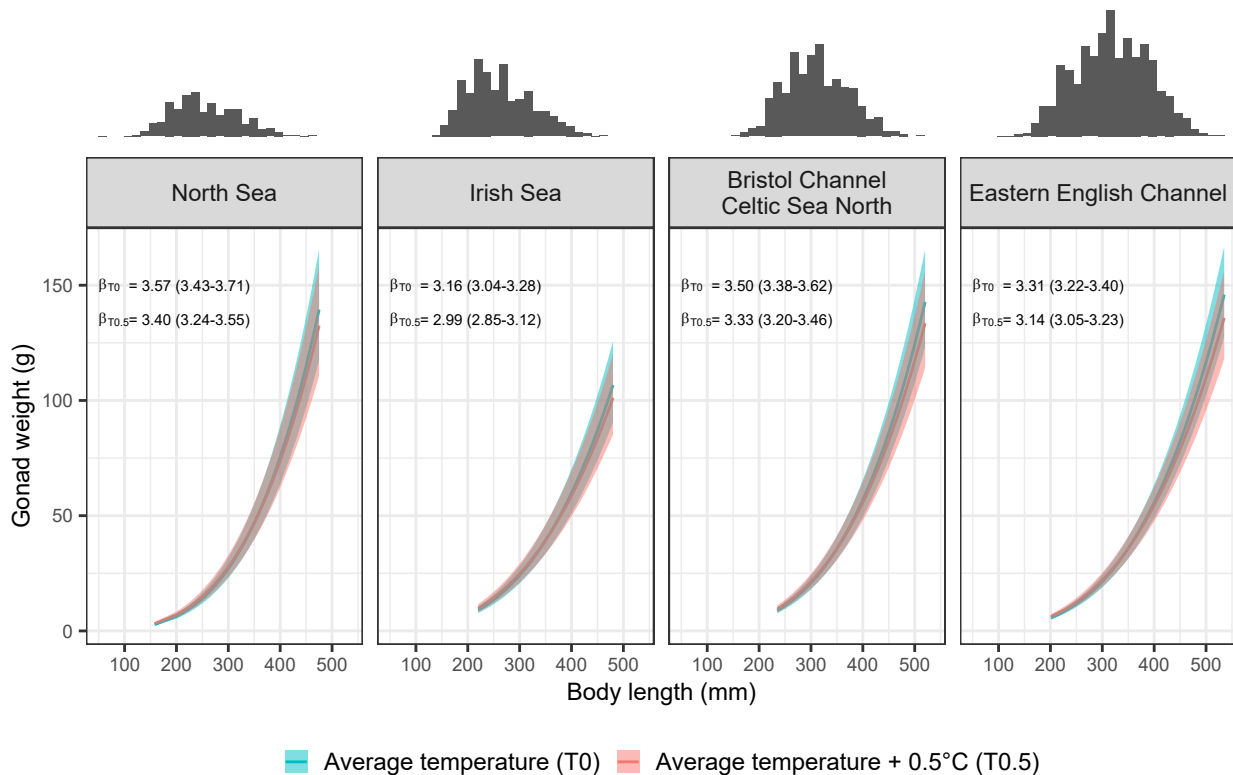 North Sea
Irish Sea
Bristol Channel
Celtic Sea North
Eastern English Channel
βT0 = 3.57 (3.43-3.71)
βT0.5= 3.40 (3.24-3.55)
βT0 = 3.16 (3.04-3.28)
βT0.5= 2.99 (2.85-3.12)
βT0 = 3.50 (3.38-3.62)
βT0.5= 3.33 (3.20-3.46)
βT0 = 3.31 (3.22-3.40)
βT0.5= 3.14 (3.05-3.23)
Gonad weight (g)
150
100
50
0
100 200 300 400 500
100 200 300 400 500
100 200 300 400 500
100 200 300 400 500
Body length (mm)
Average temperature (T0)
Average temperature + 0.5°C (T0.5)